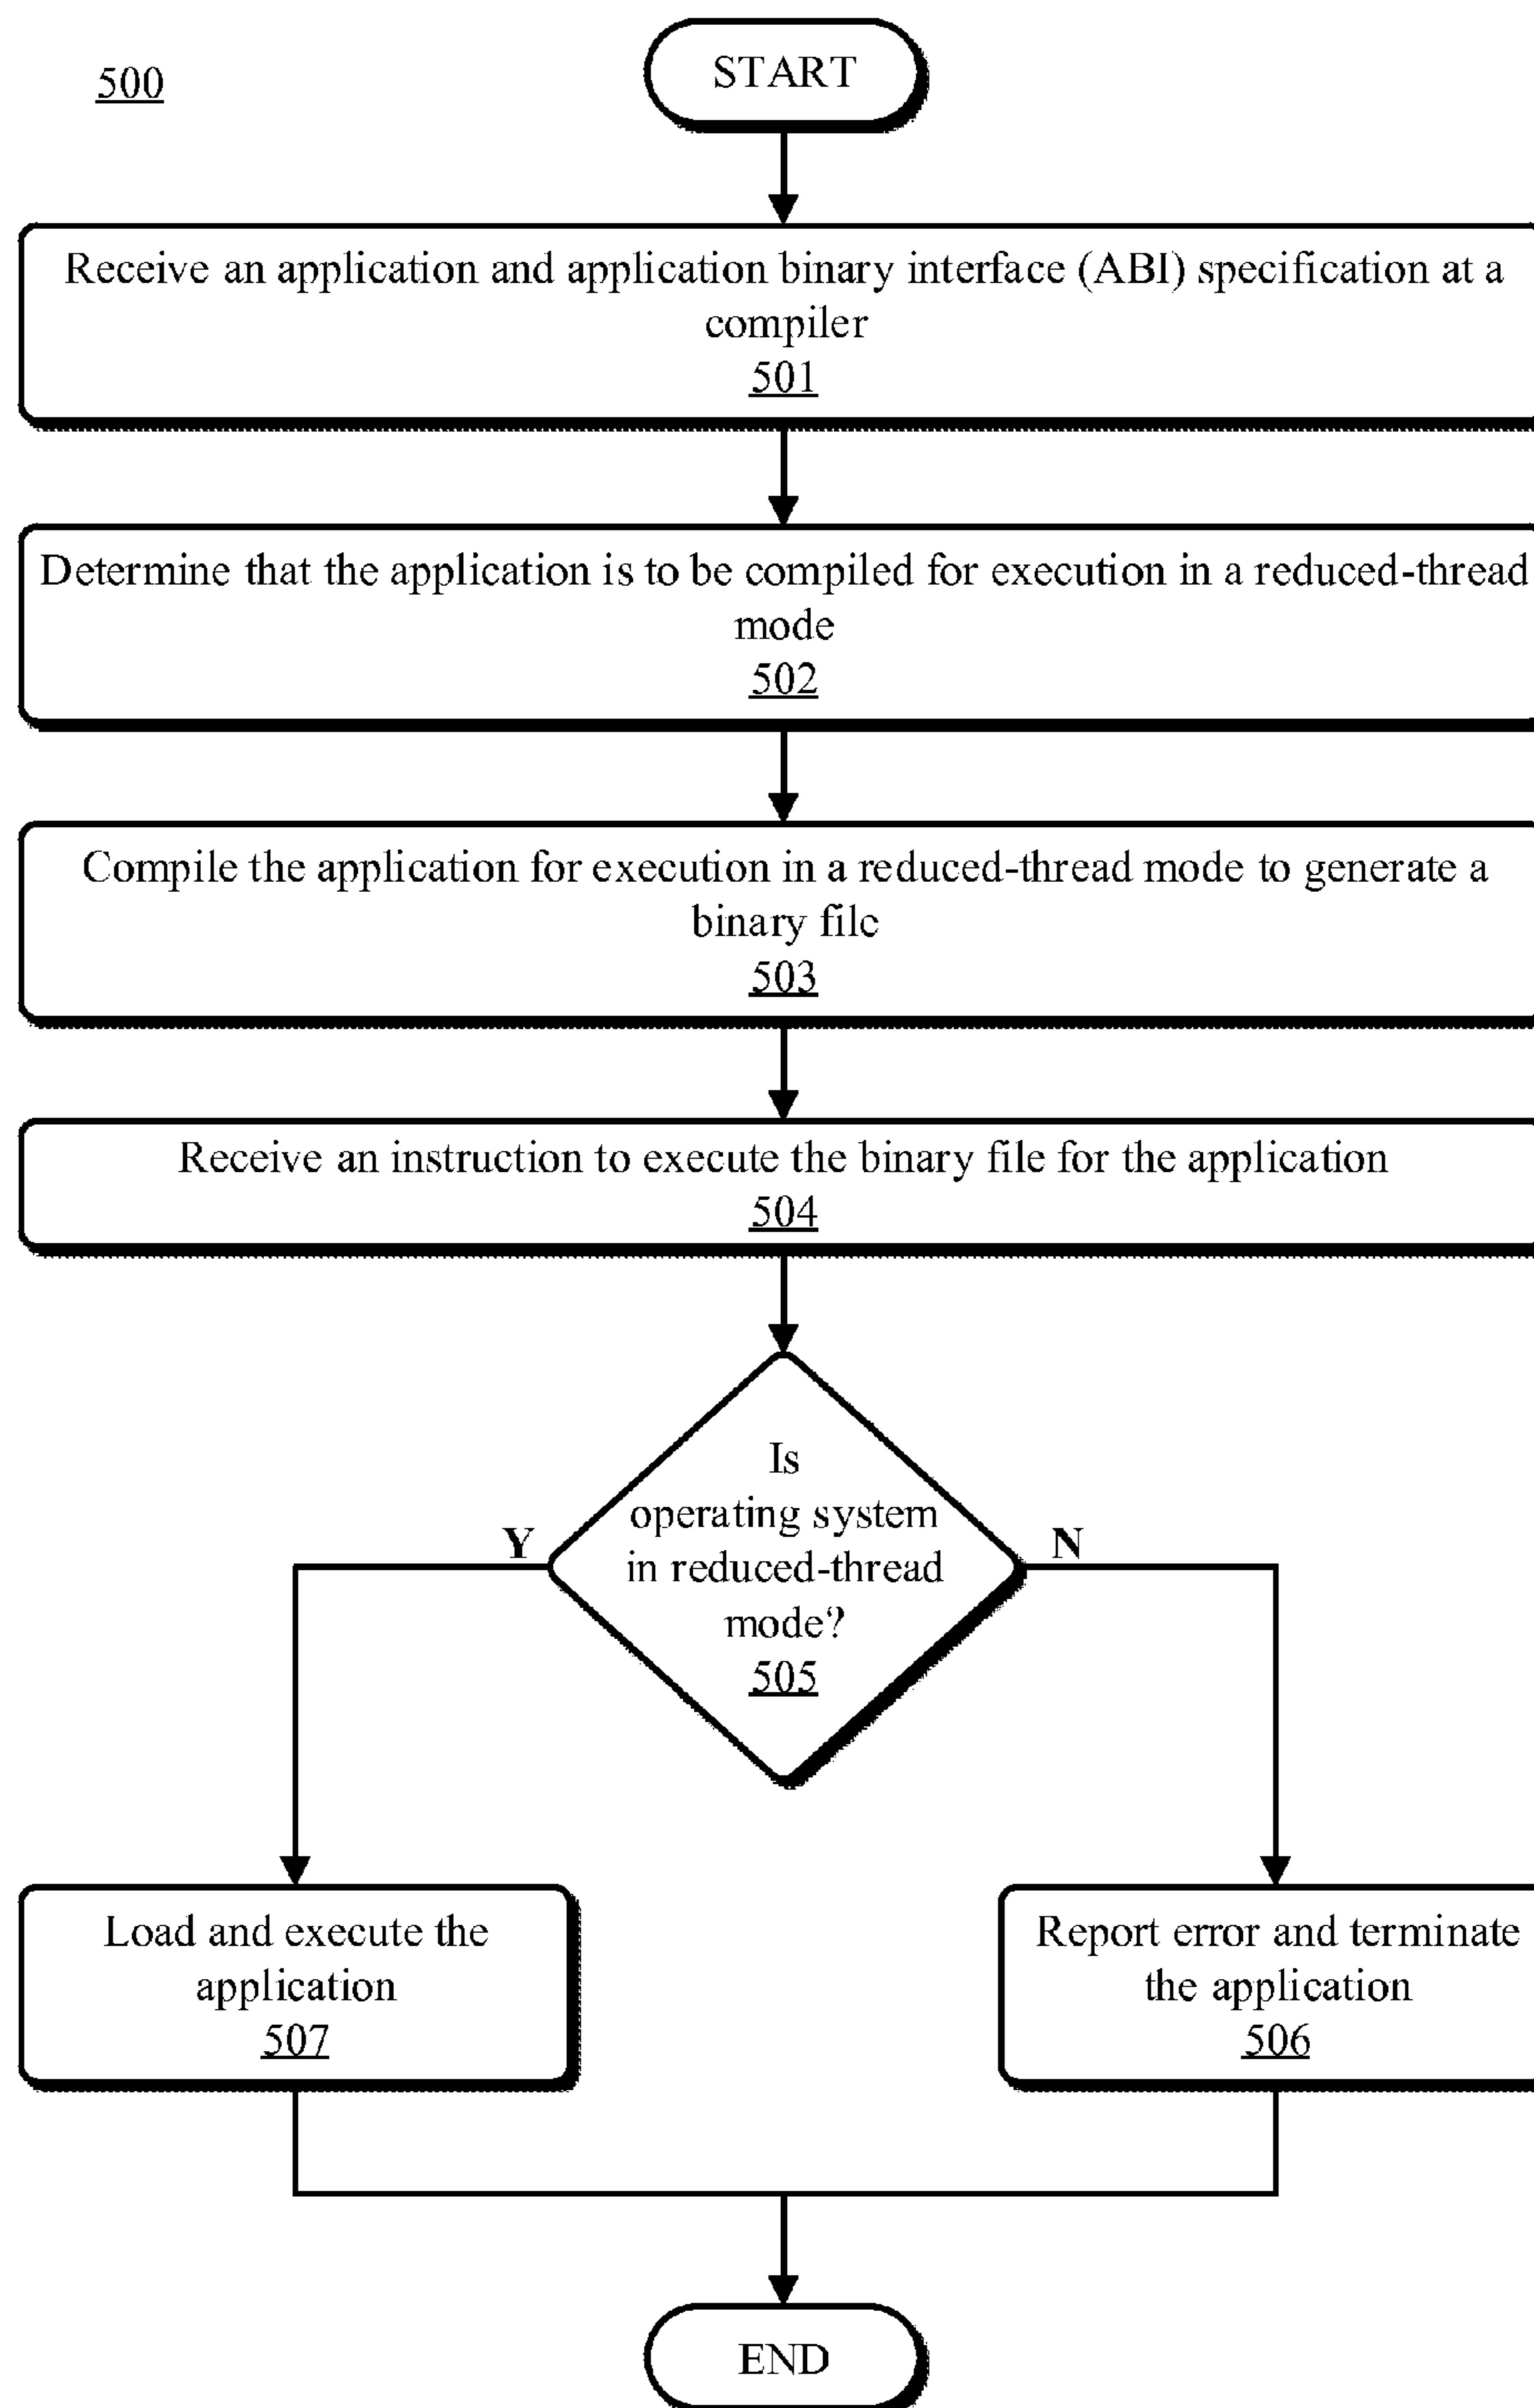 500
START
Receive an application and application binary interface (ABI) specification at a
compiler
501
Determine that the application is to be compiled for execution in a reduced-thread
mode
502
Compile the application for execution in a reduced-thread mode to generate a
binary file
503
Receive an instruction to execute the binary file for the application
504
Is
operating system
in reduced-thread
mode?
505
Y
N
Load and execute the
application
507
Report error and terminate
the application
506
END